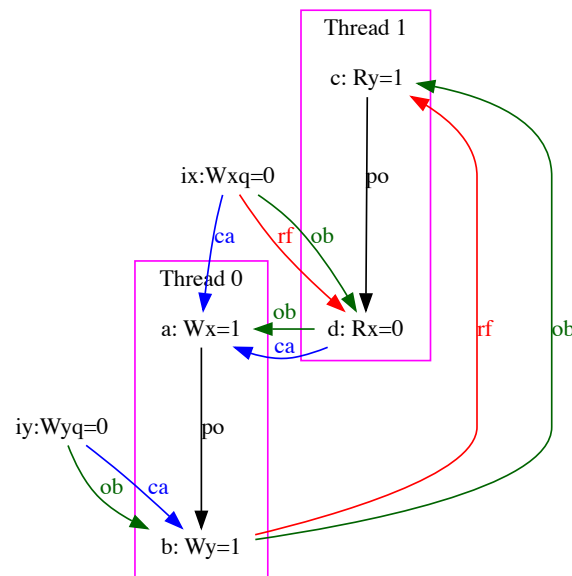 Thread 1
c: Ry=1
ix:Wxq=0
po
ca
rf
ob
Thread 0
ob
a: Wx=1
d: Rx=0
ca
rf
ob
iy:Wyq=0
po
ob
ca
b: Wy=1